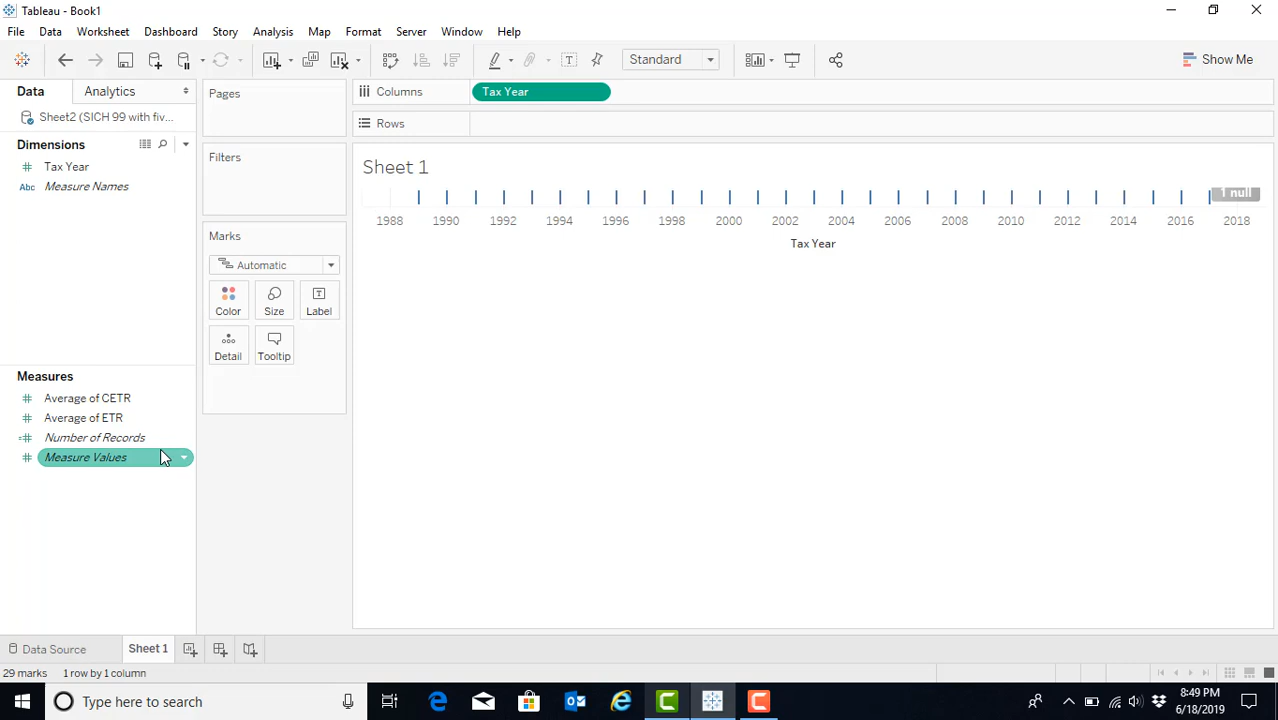 Tableau - Book1
File Data Worksheet Dashboard Story Analysis Map Format Server Window Help
Standard
Show Me
Data Analytics
Pages
Columns
Tax Year
Sheet2 (SICH 99 with fiv...
Rows
Dimensions
Tax Year
Abc Measure Names
Filters
Sheet 1
1 null
1988 1990 1992 1994 1996 1998 2000 2002 2004 2006 2008 2010 2012 2014 2016 2018
Tax Year
Marks
Automatic
Color Size Label
Detail Tooltip
Measures
Average of CETR
Average of ETR
Number of Records
Measure Values
Data Source Sheet 1
29 marks 1 row by 1 column
Type here to search
8:49 PM
6/18/2019